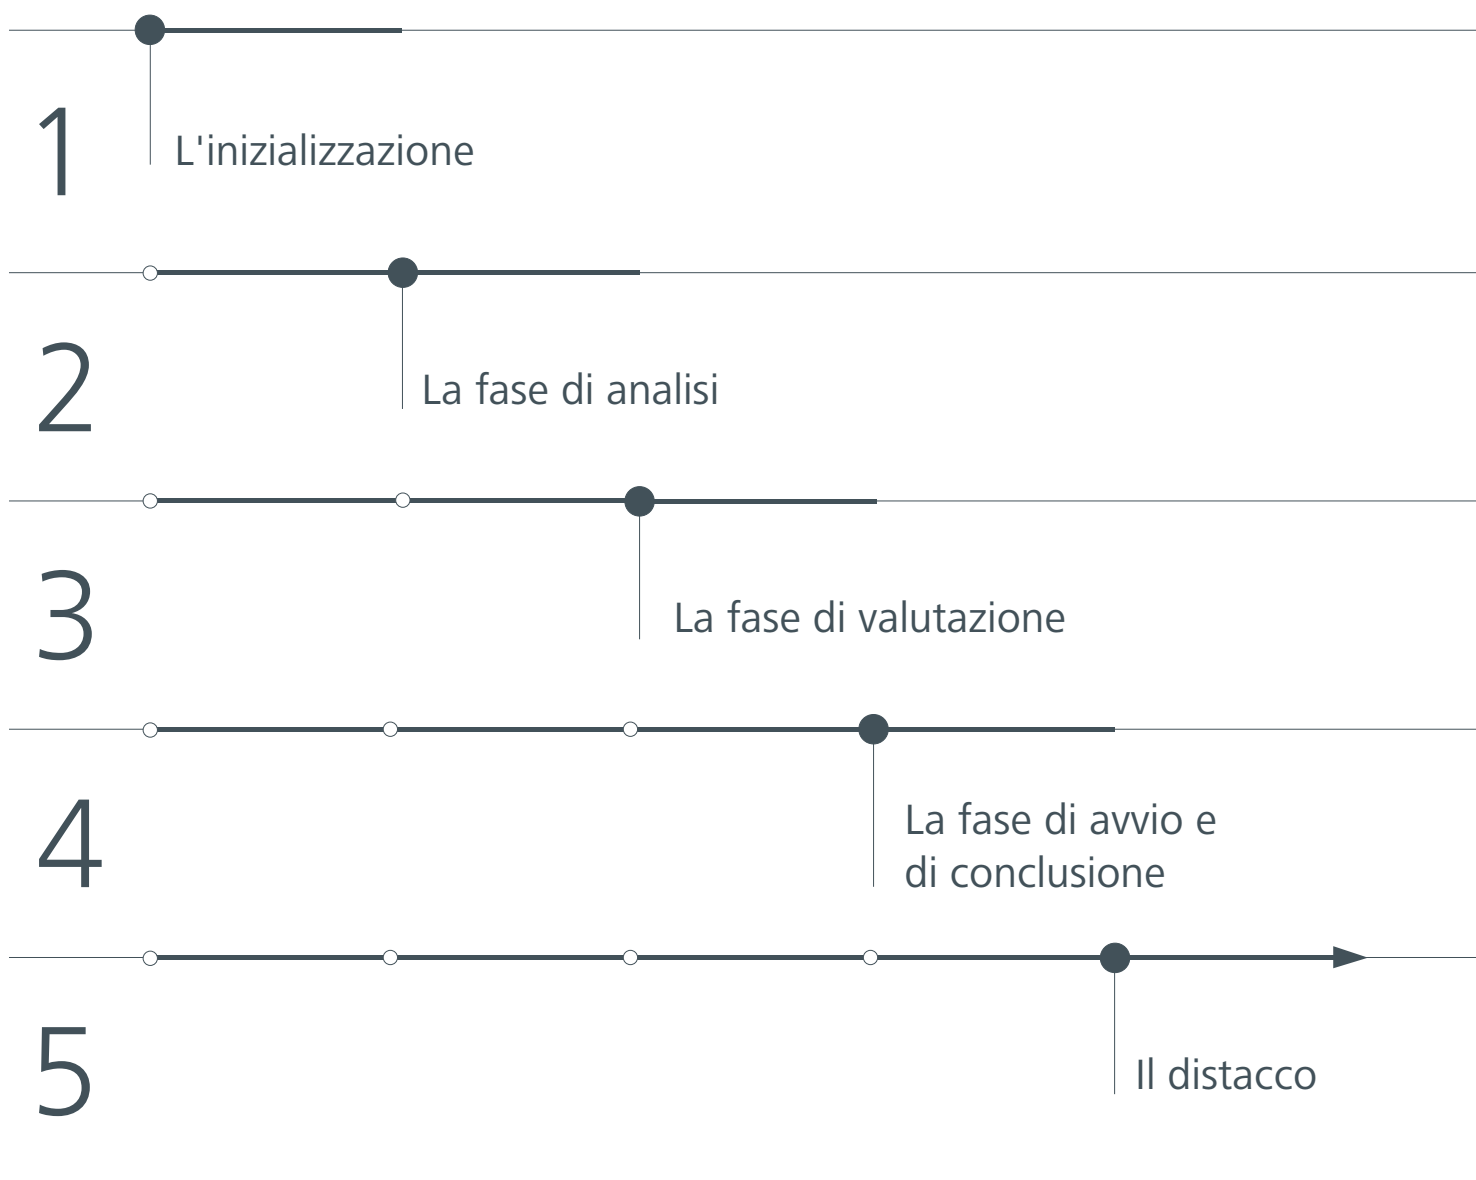 1
L'inizializzazione
2
La fase di analisi
3
La fase di valutazione
4
La fase di avvio e
di conclusione
5
Il distacco